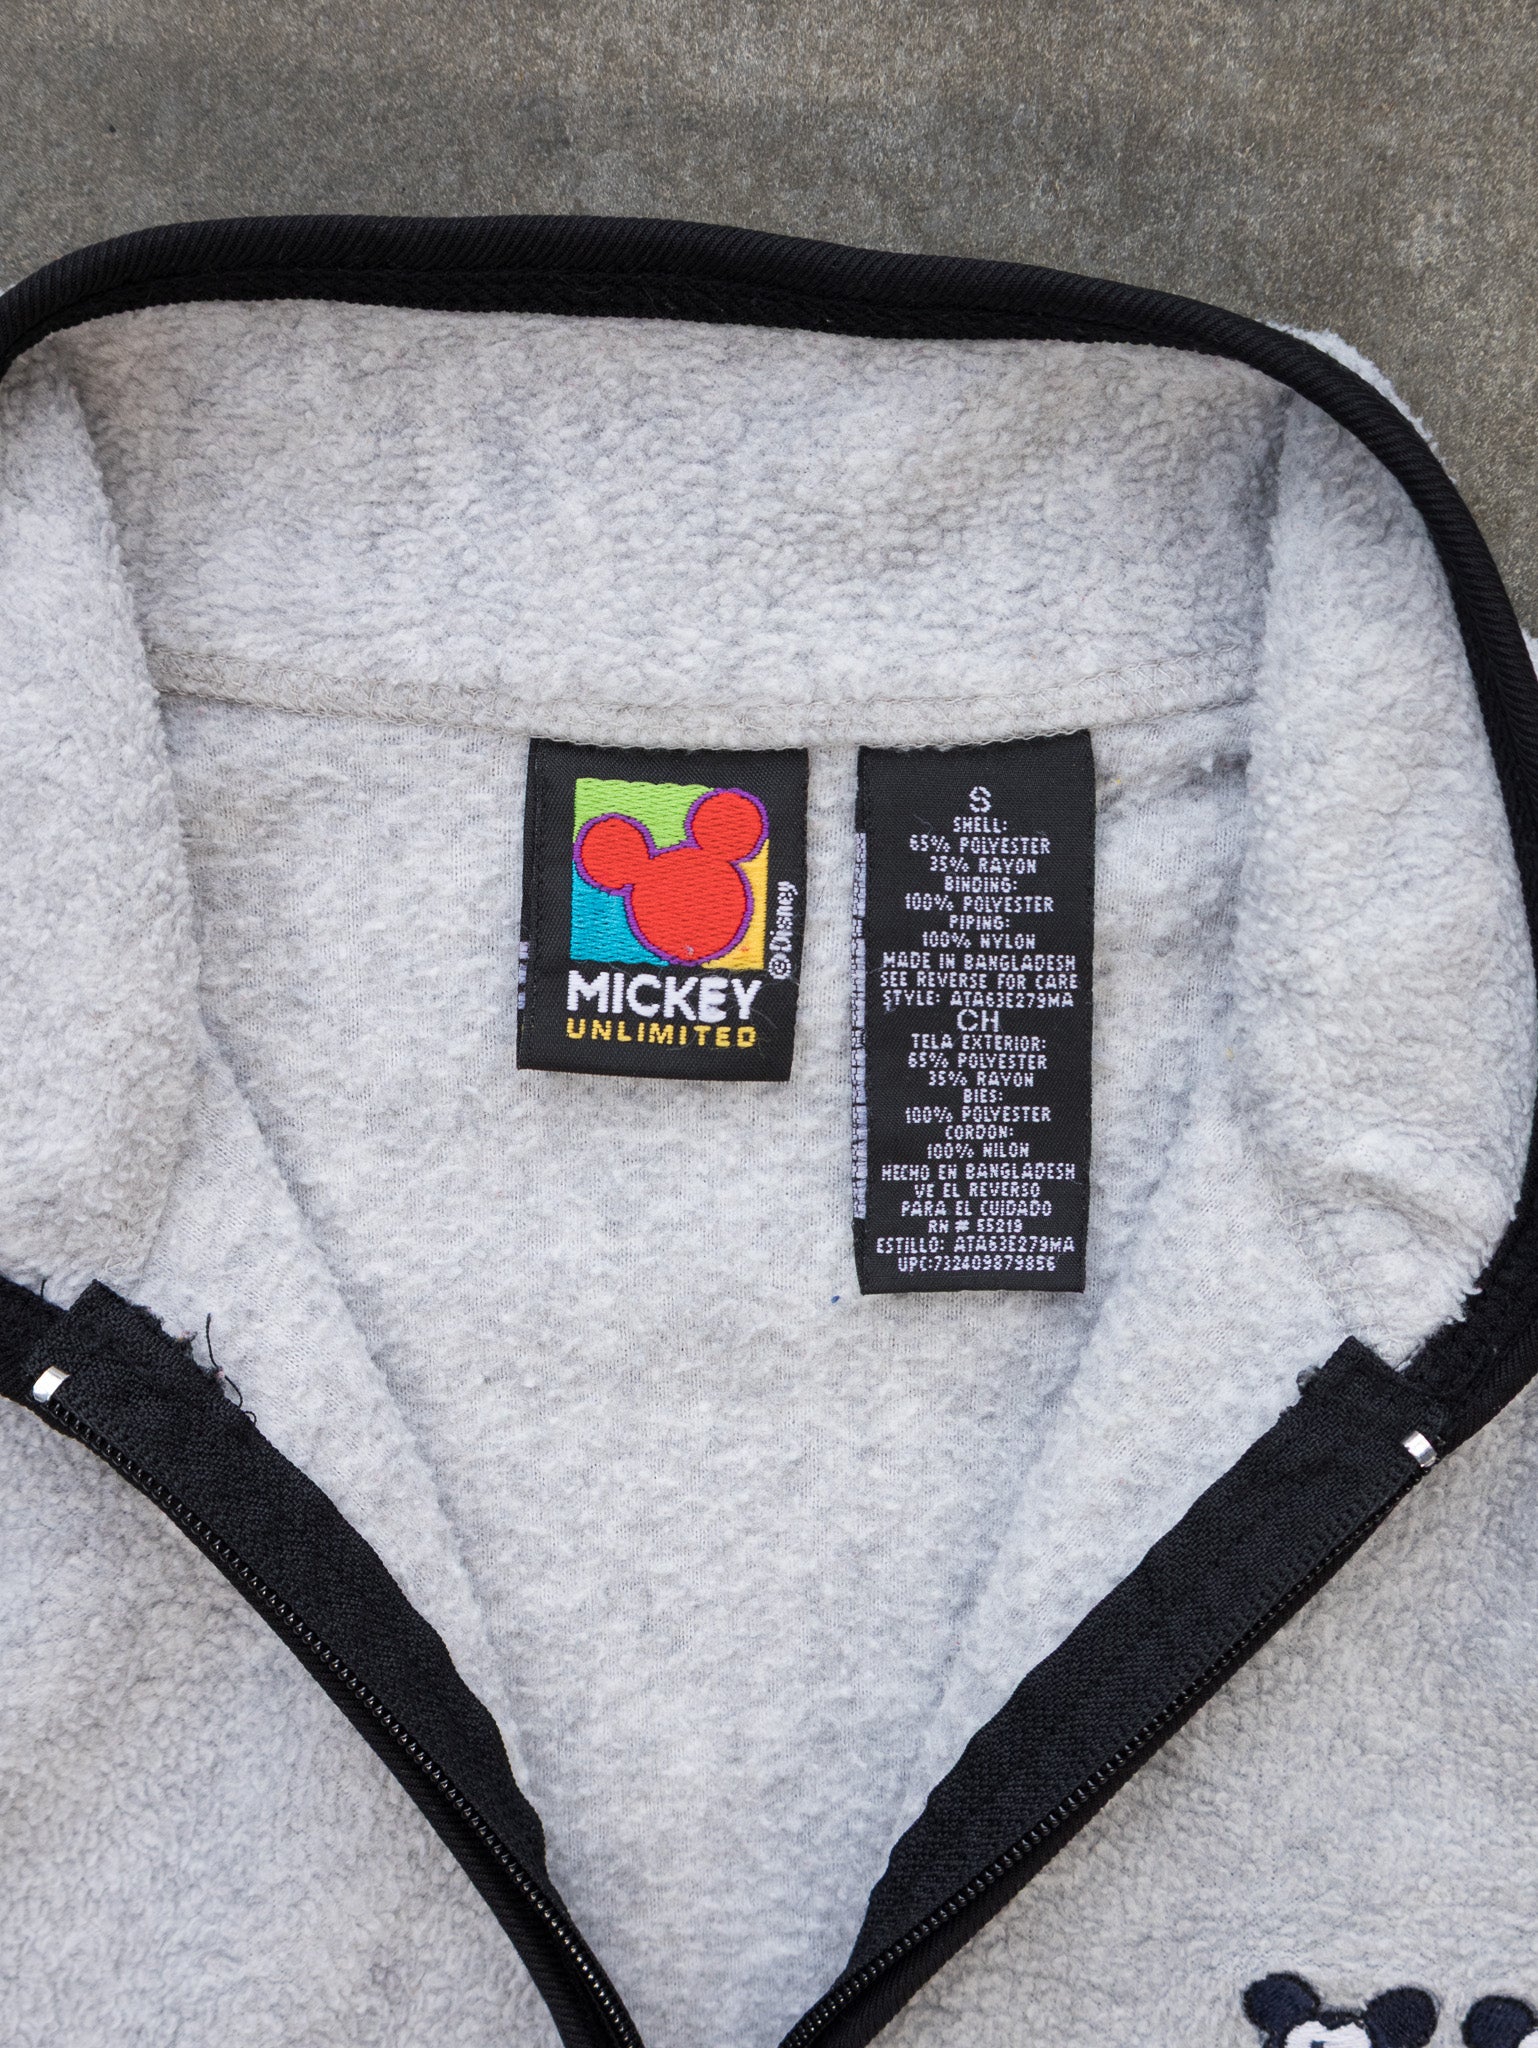 © Disney
MICKEY
UNLIMITED
S
SHELL:
65% POLYESTER
35% RAYON
BINDING:
100% POLYESTER
PIPING:
100% NYLON
MADE IN BANGLADESH
SEE REVERSE FOR CARE
STYLE: ATA63E279MA
CH
TELA EXTERIOR:
65% POLYESTER
35% RAYON
BIES:
100% POLYESTER
CORDON:
100% NILON
HECHO EN BANGLADESH
VE EL REVERSO
PARA EL CUIDADO
RN # 55219
ESTILLO: ATA63E279MA
UPC:732409879856